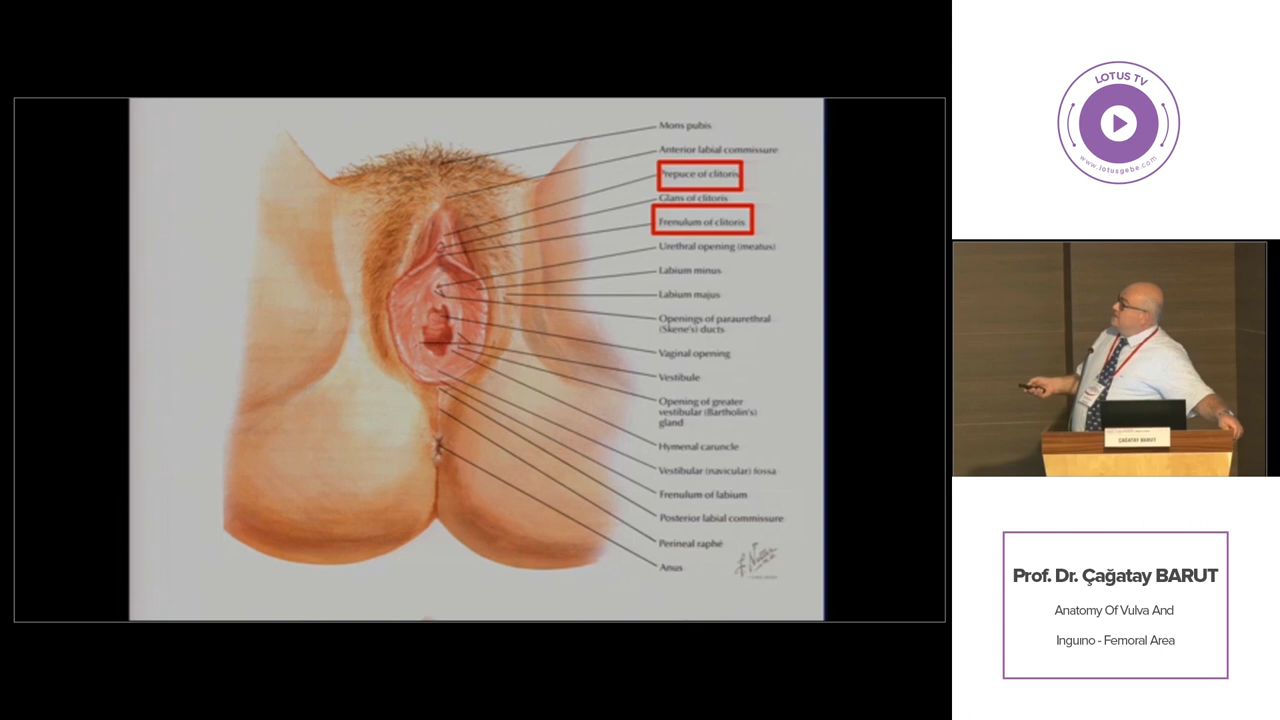 Mons pubis
Anterior labial commissure
Prepuce of clitoris
Glans of clitoris
Frenulum of clitoris
Urethral opening (meatus)
Labium minus
Labium majus
Openings of paraurethral
(Skene's) ducts
Vaginal opening
Vestibule
Opening of greater
vestibular (Bartholin's)
gland
Hymenal caruncle
Vestibular (navicular) fossa
Frenulum of labium
Posterior labial commissure
Perineal raphé
Anus
LOTUS TV
www.lotusgebe.com
ÇAĞATAY BARUT
Prof. Dr. Çağatay BARUT
Anatomy Of Vulva And
Inguıno - Femoral Area